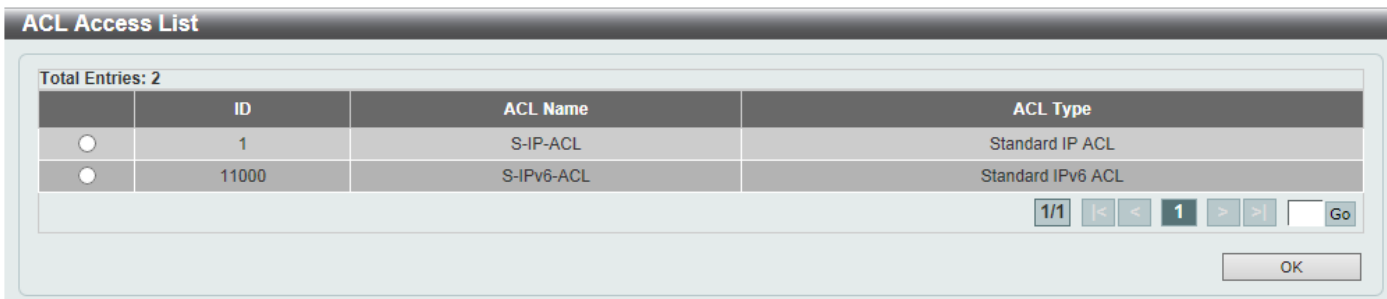 ACL Access List
Total Entries: 2
ID ACL Name ACL Type
1 S-IP-ACL Standard IP ACL
11000 S-IPv6-ACL Standard IPv6 ACL
1/1 |< < 1 > >| Go
OK